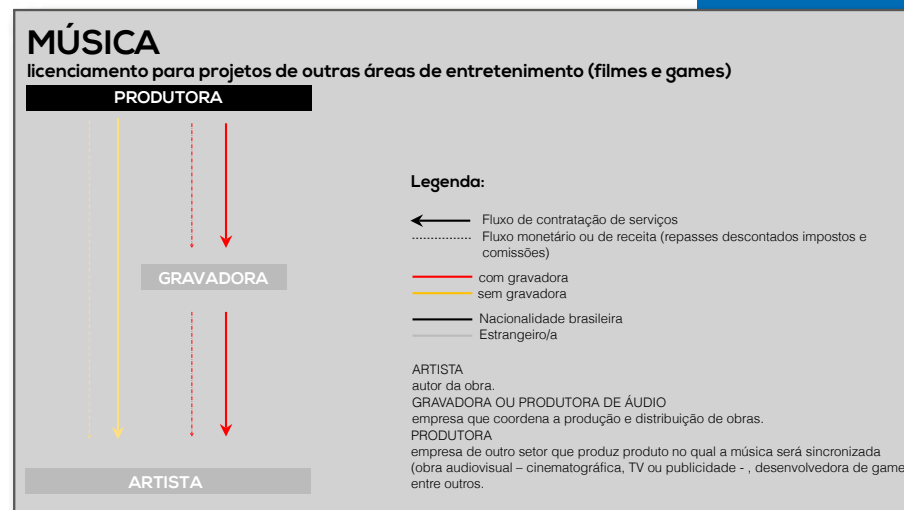 MÚSICA
licenciamento para projetos de outras áreas de entretenimento (filmes e games)
PRODUTORA
GRAVADORA
ARTISTA
Legenda:
Fluxo de contratação de serviços
Fluxo monetário ou de receita (repasses descontados impostos e
comissões)
com gravadora
sem gravadora
Nacionalidade brasileira
Estrangeiro/a
ARTISTA
autor da obra.
GRAVADORA OU PRODUTORA DE ÁUDIO
empresa que coordena a produção e distribuição de obras.
PRODUTORA
empresa de outro setor que produz produto no qual a música será sincronizada
(obra audiovisual – cinematográfica, TV ou publicidade - , desenvolvedora de game
entre outros.